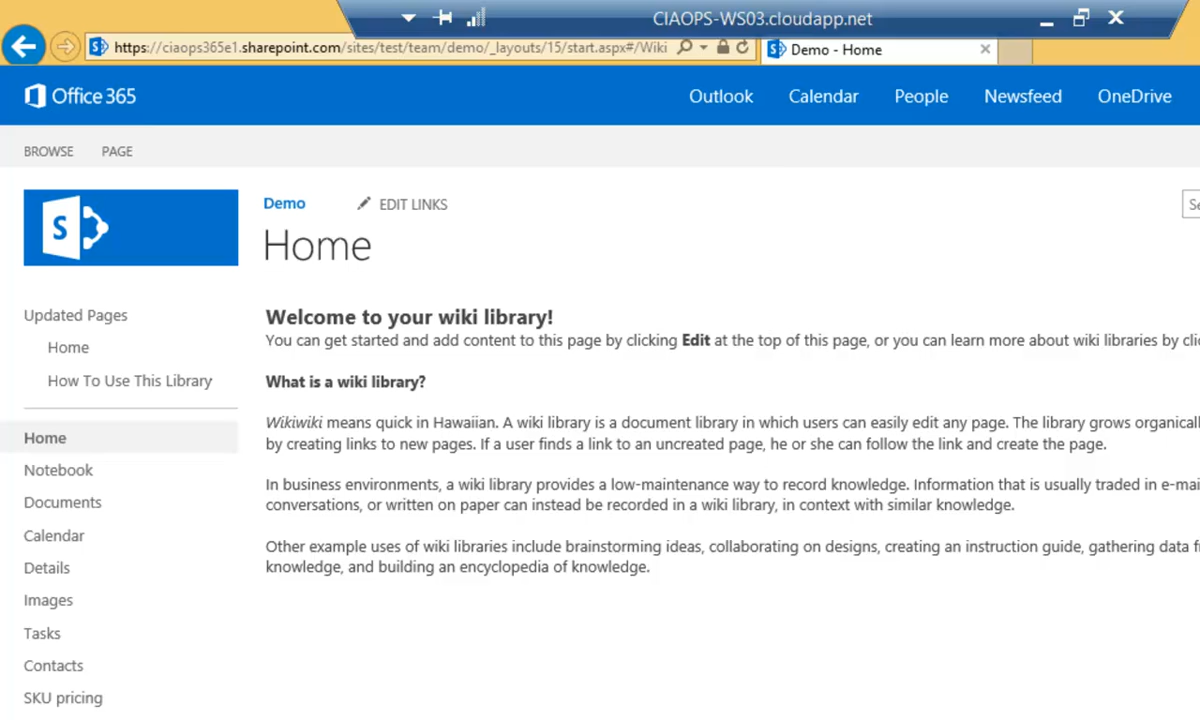 CIAOPS-WS03.cloudapp.net
https://ciaops365e1.sharepoint.com/sites/test/team/demo/_layouts/15/start.aspx#/Wiki
Demo - Home
Office 365
Outlook Calendar People Newsfeed OneDrive
BROWSE PAGE
S
Demo EDIT LINKS
Home
Updated Pages
Home
How To Use This Library
Home
Notebook
Documents
Calendar
Details
Images
Tasks
Contacts
SKU pricing
Welcome to your wiki library!
You can get started and add content to this page by clicking Edit at the top of this page, or you can learn more about wiki libraries by
What is a wiki library?
Wikiwiki means quick in Hawaiian. A wiki library is a document library in which users can easily edit any page. The library grows
by creating links to new pages. If a user finds a link to an uncreated page, he or she can follow the link and create the page.
In business environments, a wiki library provides a low-maintenance way to record knowledge. Information that is usually traded in
conversations, or written on paper can instead be recorded in a wiki library, in context with similar knowledge.
Other example uses of wiki libraries include brainstorming ideas, collaborating on designs, creating an instruction guide, gathering data
knowledge, and building an encyclopedia of knowledge.